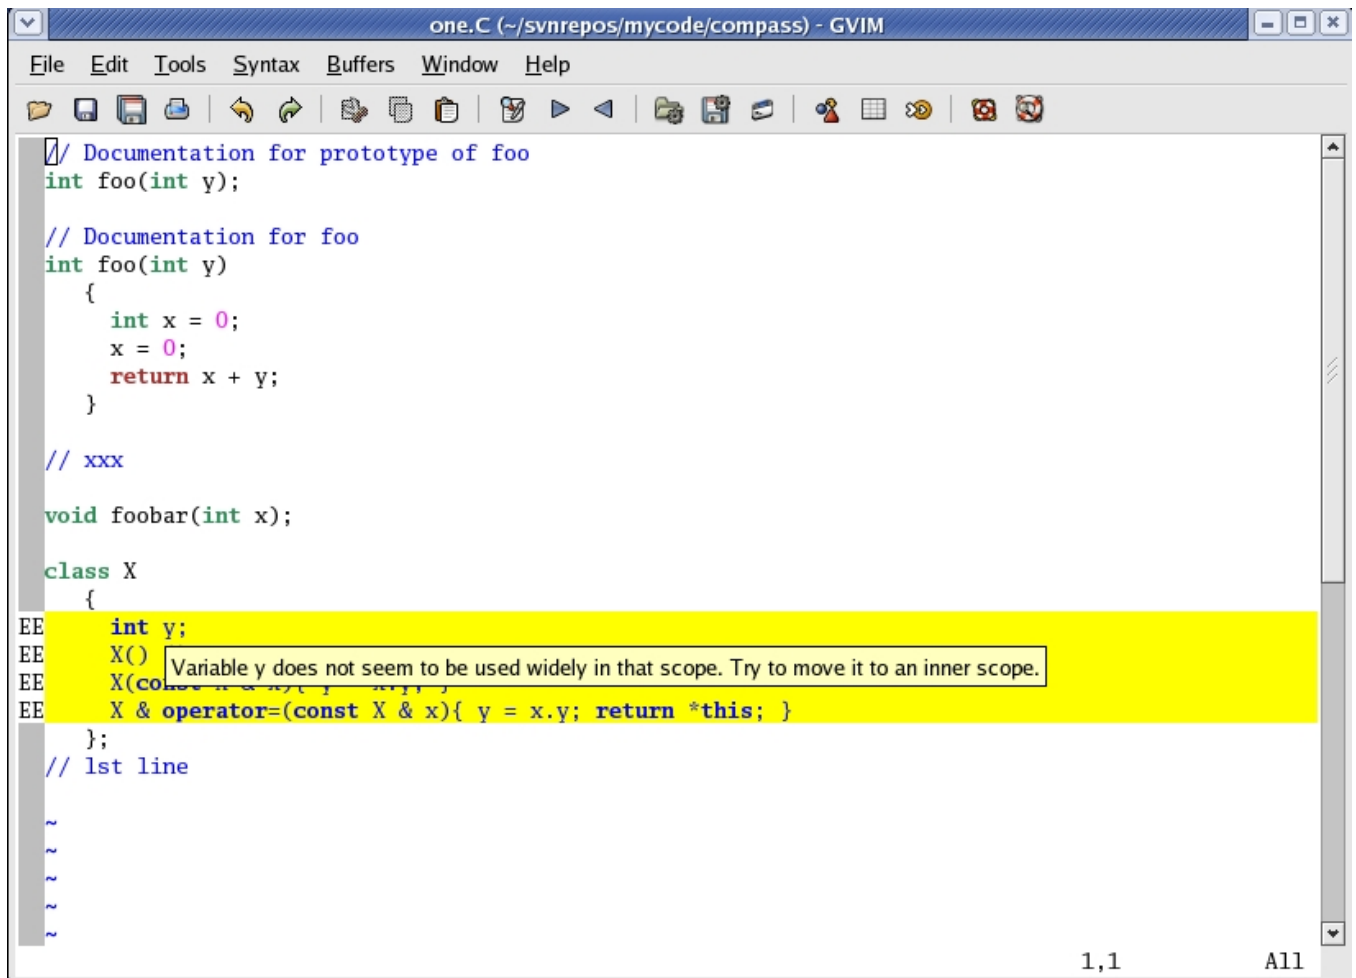 one.C (~/svnrepos/mycode/compass) - GVIM
File Edit Tools Syntax Buffers Window Help
// Documentation for prototype of foo
int foo(int y);
// Documentation for foo
int foo(int y)
{
int x = 0;
x = 0;
return x + y;
}
// xxx
void foobar(int x);
class X
{
EE int y;
EE X()
Variable y does not seem to be used widely in that scope. Try to move it to an inner scope.
EE X(const X & x){ y = x.y; }
EE X & operator=(const X & x){ y = x.y; return *this; }
};
// lst line
~
~
~
~
~
1,1 All